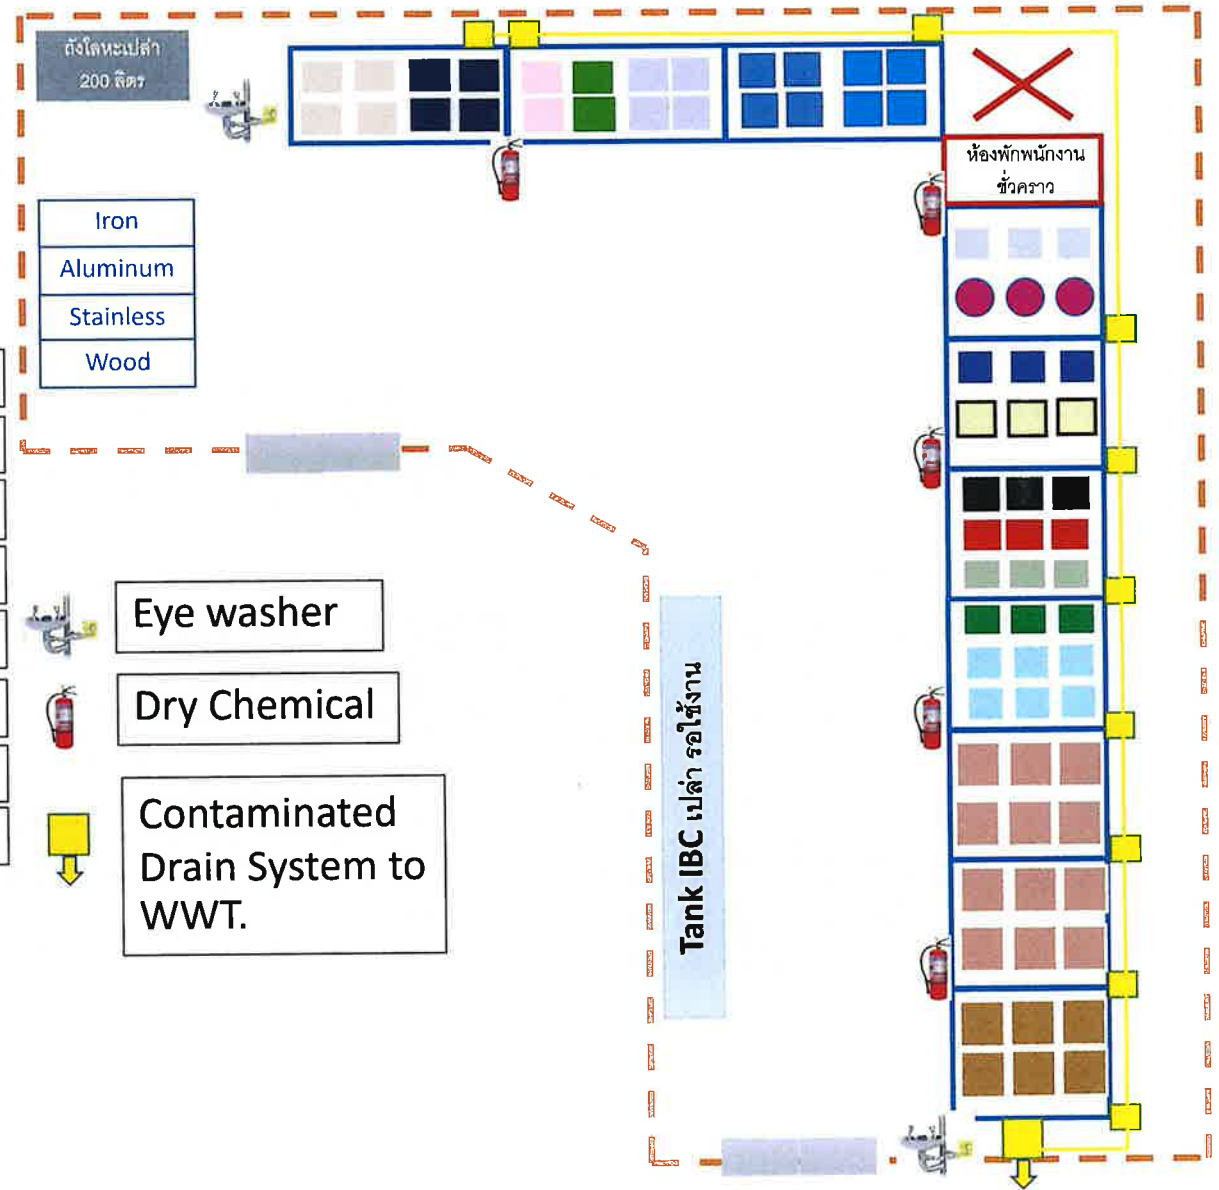 ถังโลหะเปล่า
200 ลิตร
ห้องพักพนักงาน
ชั่วคราว
Iron
Aluminum
Stainless
Wood
Eye washer
Dry Chemical
Contaminated
Drain System to
WWT.
Tank IBC เปล่า รอใช้งาน